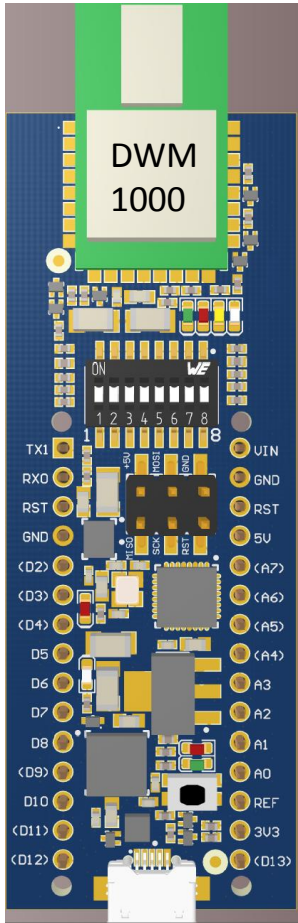 DWM
1000
ON
WE
1 2 3 4 5 6 7 8
1 8
+5V MOSI GND
MISO SCK RST
TX1 VIN
RX0 GND
RST RST
GND 5V
(D2) (A7)
(D3) (A6)
(D4) (A5)
D5 (A4)
D6 A3
D7 A2
D8 A1
(D9) A0
D10 REF
(D11) 3V3
(D12) (D13)